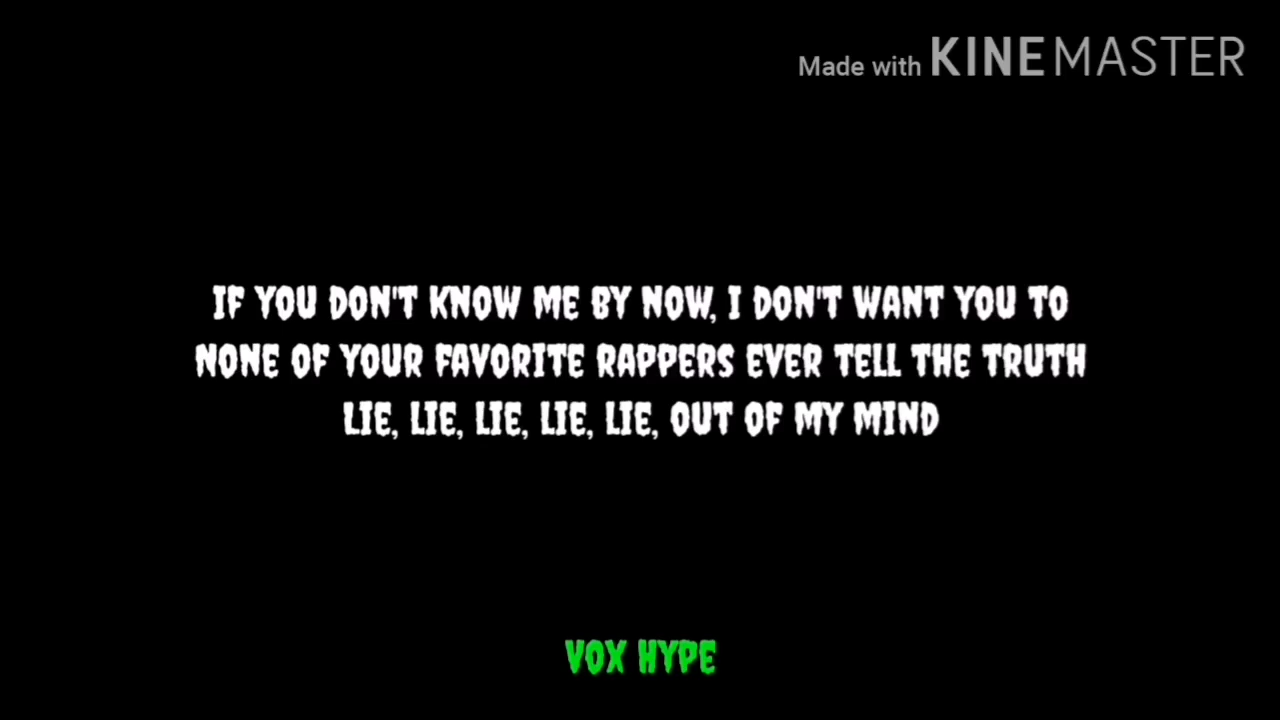 Made with KINEMASTER
IF YOU DON'T KNOW ME BY NOW, I DON'T WANT YOU TO
NONE OF YOUR FAVORITE RAPPERS EVER TELL THE TRUTH
LIE, LIE, LIE, LIE, LIE, OUT OF MY MIND
VOX HYPE